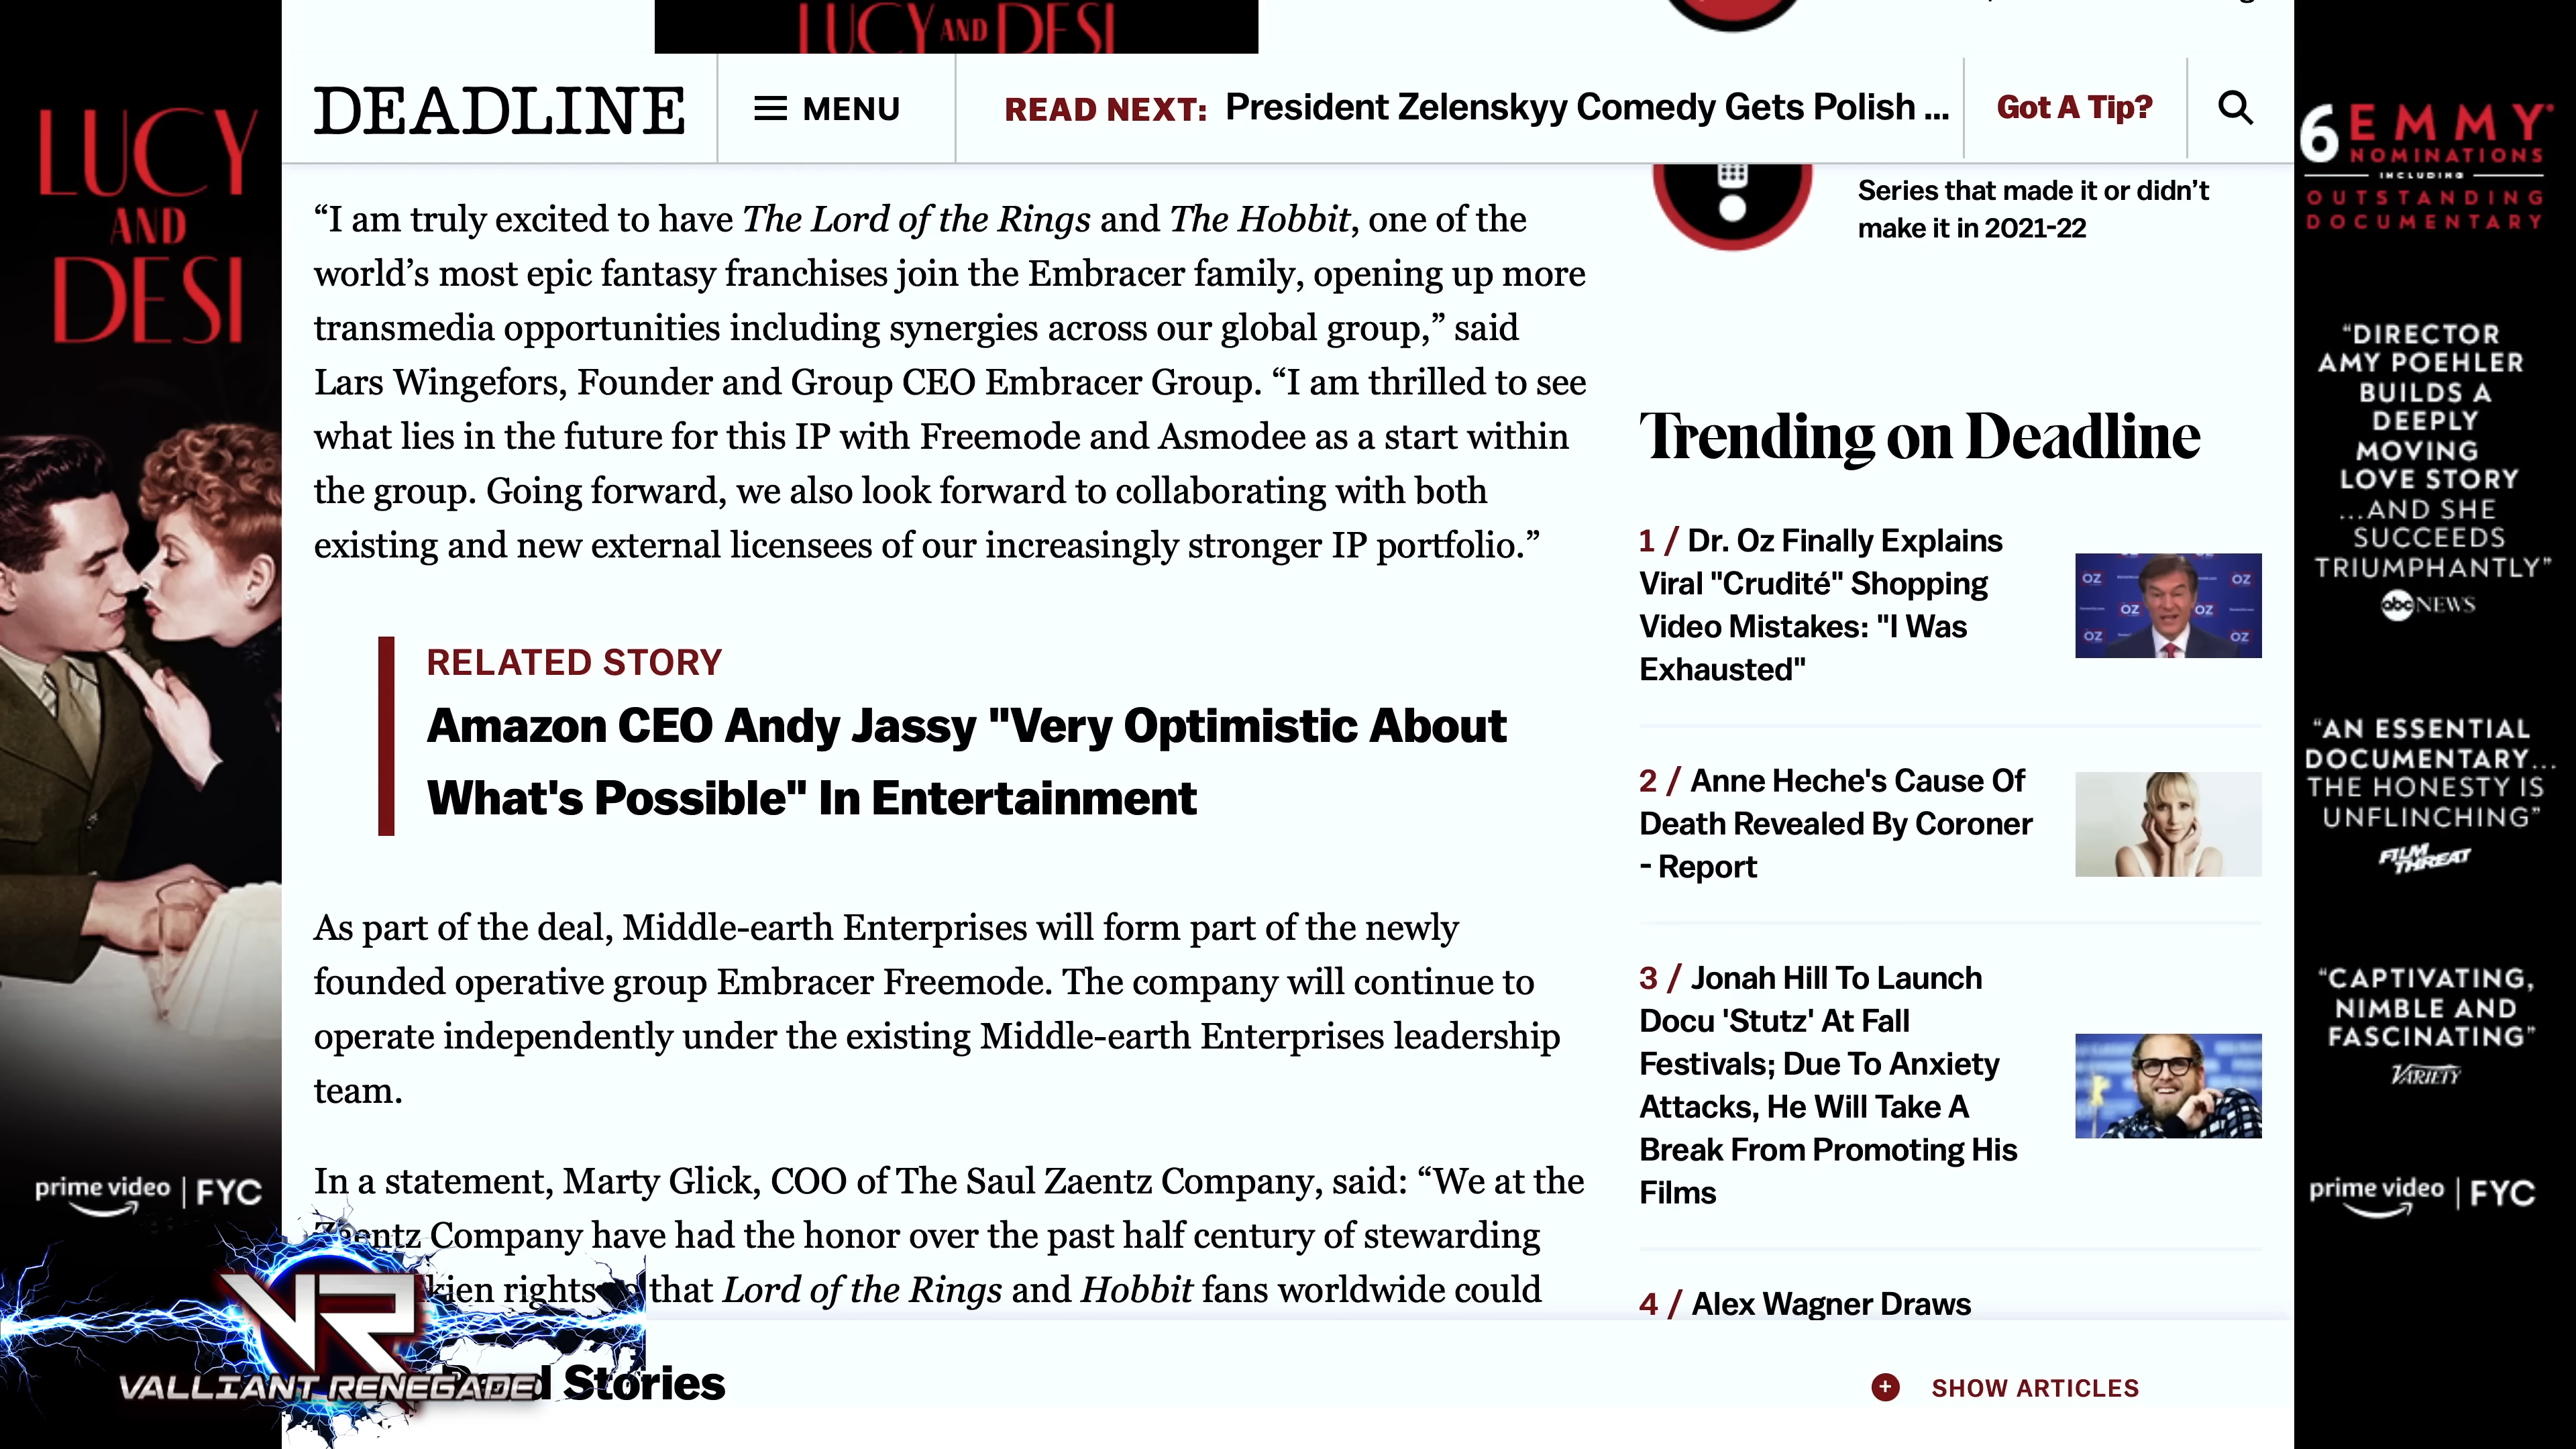 LUCY AND DESI
DEADLINE
MENU
READ NEXT: President Zelenskyy Comedy Gets Polish ...
Got A Tip?
LUCY
AND
DESI
prime video | FYC
“I am truly excited to have The Lord of the Rings and The Hobbit, one of the
world’s most epic fantasy franchises join the Embracer family, opening up more
transmedia opportunities including synergies across our global group,” said
Lars Wingefors, Founder and Group CEO Embracer Group. “I am thrilled to see
what lies in the future for this IP with Freemode and Asmodee as a start within
the group. Going forward, we also look forward to collaborating with both
existing and new external licensees of our increasingly stronger IP portfolio.”
RELATED STORY
Amazon CEO Andy Jassy "Very Optimistic About
What's Possible" In Entertainment
As part of the deal, Middle-earth Enterprises will form part of the newly
founded operative group Embracer Freemode. The company will continue to
operate independently under the existing Middle-earth Enterprises leadership
team.
In a statement, Marty Glick, COO of The Saul Zaentz Company, said: “We at the
Zaentz Company have had the honor over the past half century of stewarding
rights that Lord of the Rings and Hobbit fans worldwide could
VR
VALLIANT RENEGADE
Stories
SHOW ARTICLES
Series that made it or didn’t
make it in 2021-22
Trending on Deadline
1 / Dr. Oz Finally Explains
Viral "Crudité" Shopping
Video Mistakes: "I Was
Exhausted"
OZ OZ
OZ OZ
OZ OZ
2 / Anne Heche's Cause Of
Death Revealed By Coroner
- Report
3 / Jonah Hill To Launch
Docu 'Stutz' At Fall
Festivals; Due To Anxiety
Attacks, He Will Take A
Break From Promoting His
Films
4 / Alex Wagner Draws
6 EMMY
NOMINATIONS
INCLUDING
OUTSTANDING
DOCUMENTARY
“DIRECTOR
AMY POEHLER
BUILDS A
DEEPLY
MOVING
LOVE STORY
...AND SHE
SUCCEEDS
TRIUMPHANTLY”
abc NEWS
“AN ESSENTIAL
DOCUMENTARY...
THE HONESTY IS
UNFLINCHING”
FILM THREAT
“CAPTIVATING,
NIMBLE AND
FASCINATING”
VARIETY
prime video | FYC